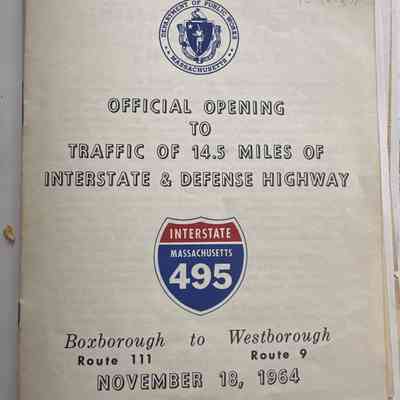 DEPARTMENT OF PUBLIC WORKS
MASSACHUSETTS
OFFICIAL OPENING
TO
TRAFFIC OF 14.5 MILES OF
INTERSTATE & DEFENSE HIGHWAY
INTERSTATE
MASSACHUSETTS
495
Boxborough to Westborough
Route 111 Route 9
NOVEMBER 18, 1964